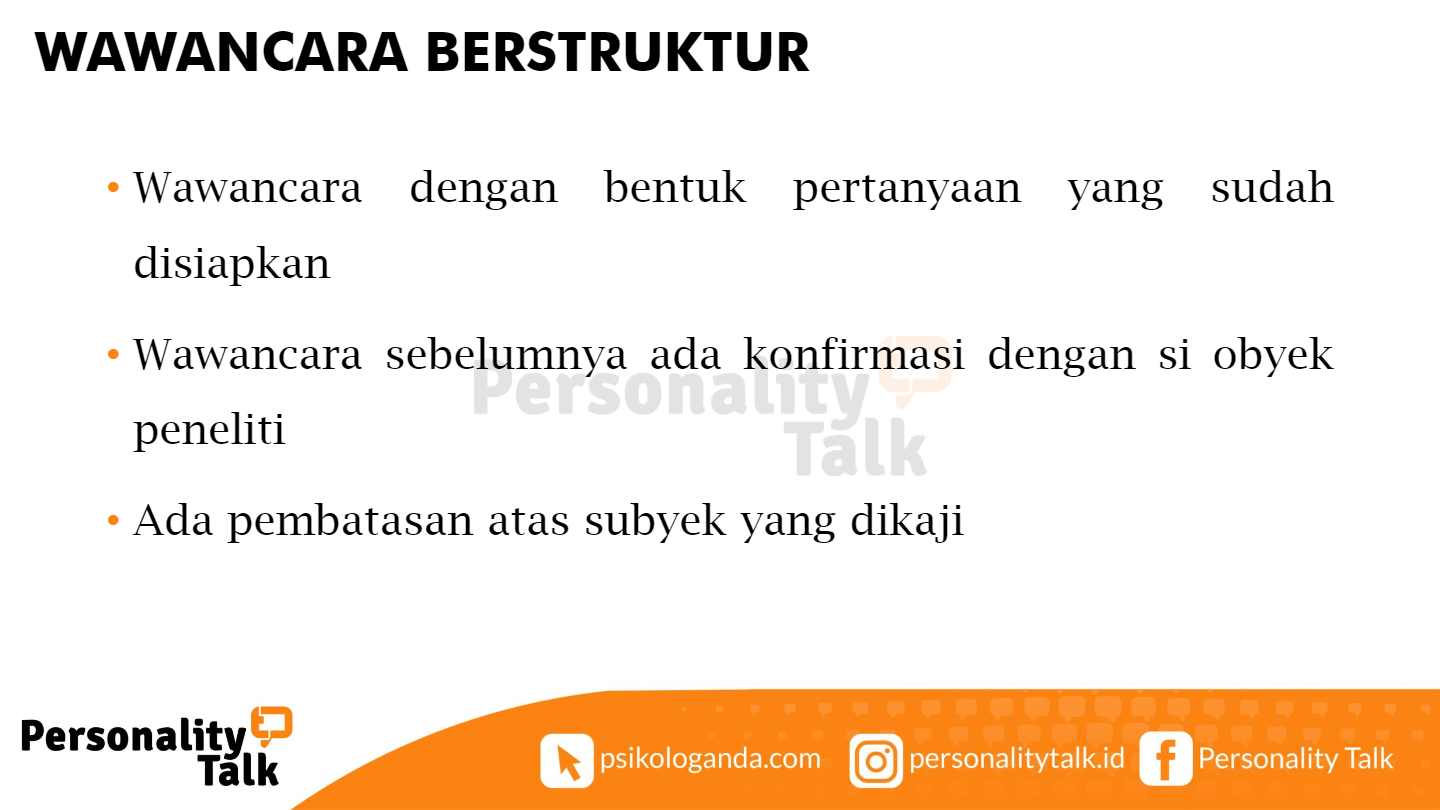 WAWANCARA BERSTRUKTUR
• Wawancara dengan bentuk pertanyaan yang sudah
disiapkan
• Wawancara sebelumnya ada konfirmasi dengan si obyek
peneliti
• Ada pembatasan atas subyek yang dikaji
Personality
Talk
Personality
Talk
psikologanda.com
personalitytalk.id
Personality Talk